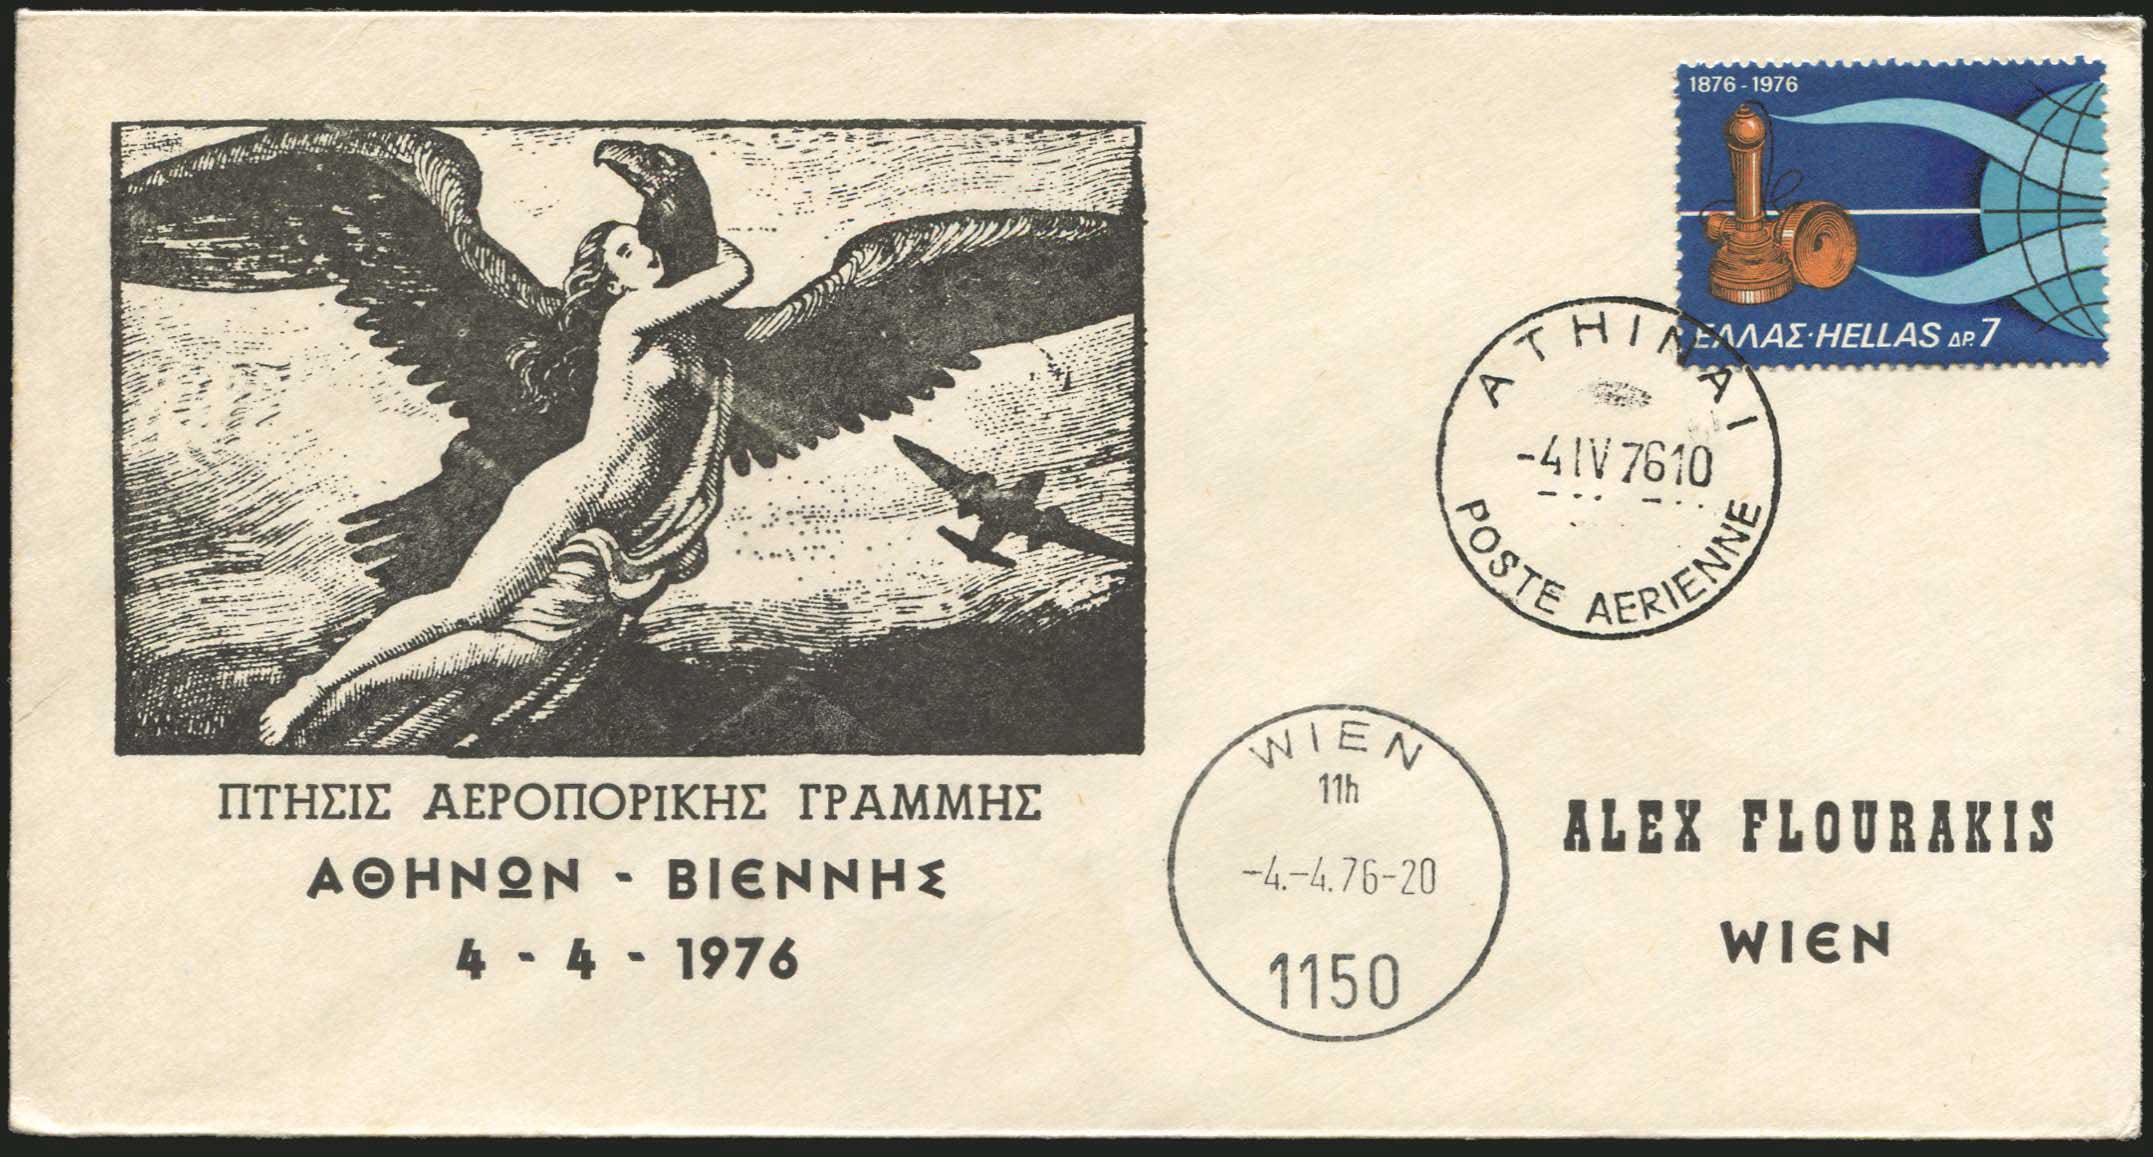 1876 - 1976
ΕΛΛΑΣ·HELLAS ΔΡ. 7
ATHINAI
-4 IV 76 10
POSTE AERIENNE
ΠΤΗΣΙΣ ΑΕΡΟΠΟΡΙΚΗΣ ΓΡΑΜΜΗΣ
ΑΘΗΝΩΝ - ΒΙΕΝΝΗΣ
4 - 4 - 1976
WIEN
11h
-4.-4.76-20
1150
ALEX FLOURAKIS
WIEN